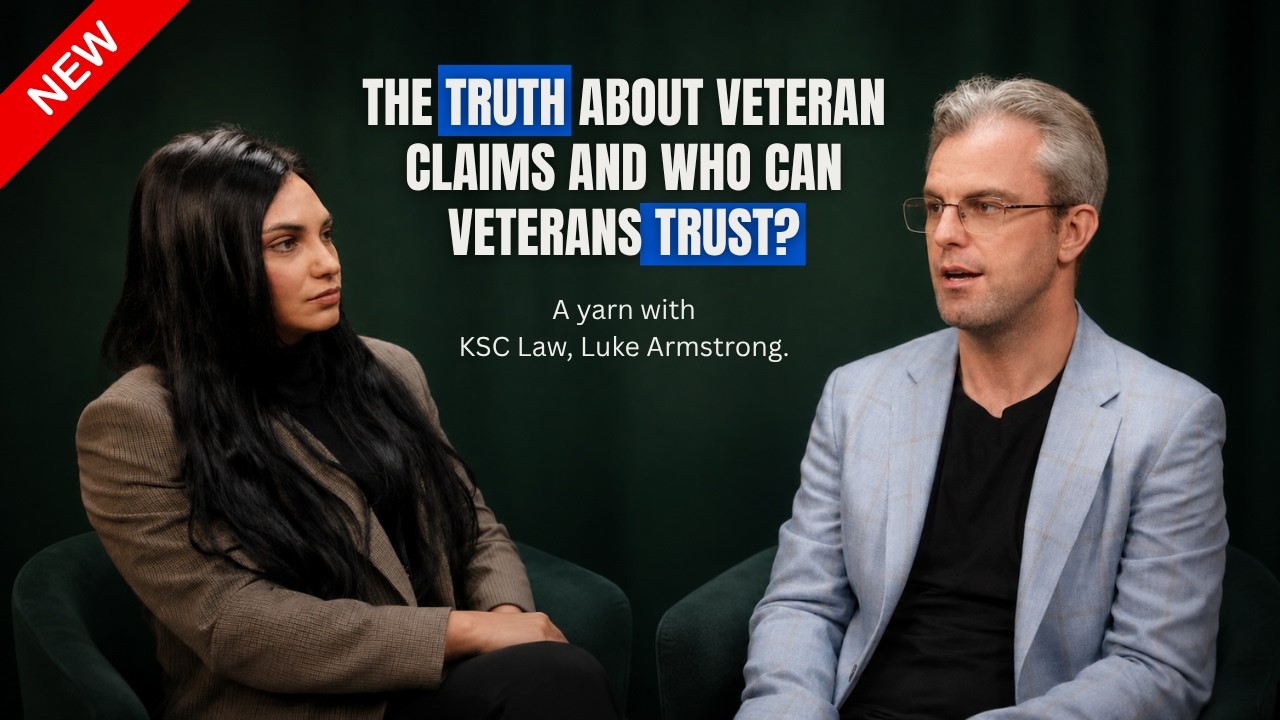 NEW
THE TRUTH ABOUT VETERAN
CLAIMS AND WHO CAN
VETERANS TRUST?
A yarn with
KSC Law, Luke Armstrong.